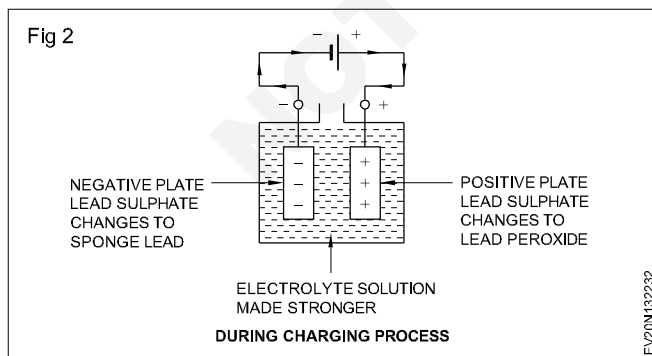 Fig 2
- +
- +
NEGATIVE PLATE
LEAD SULPHATE
CHANGES TO
SPONGE LEAD
- +
- +
- +
POSITIVE PLATE
LEAD SULPHATE
CHANGES TO
LEAD PEROXIDE
ELECTROLYTE SOLUTION
MADE STRONGER
DURING CHARGING PROCESS
EV20N132232
NOT